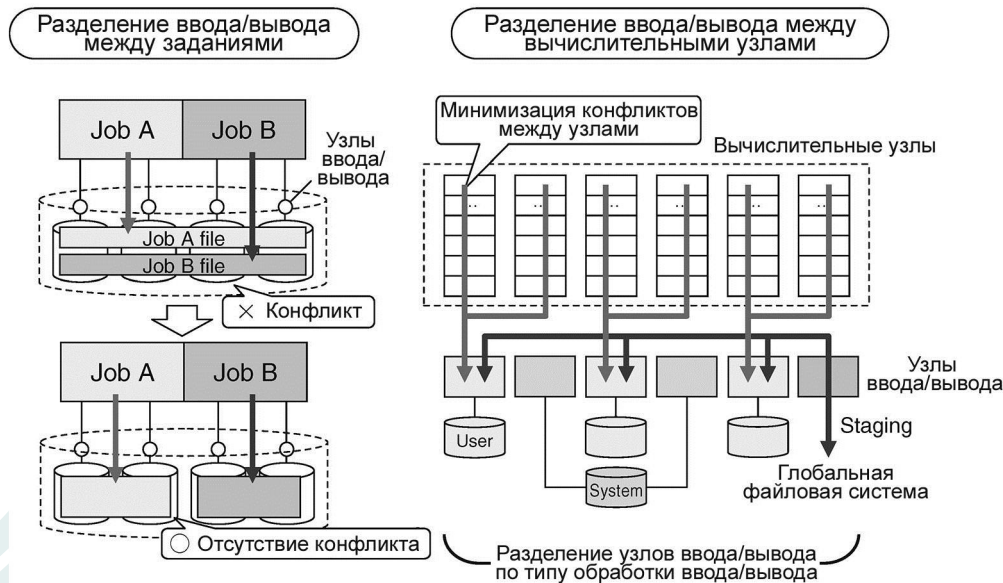 Разделение ввода/вывода
между заданиями
Job A
Job B
Узлы
ввода/
вывода
Job A file
Job B file
× Конфликт
Job A
Job B
Отсутствие конфликта
Разделение ввода/вывода между
вычислительными узлами
Минимизация конфликтов
между узлами
Вычислительные узлы
... ... ... ... ... ...
Узлы
ввода/вывода
User
System
Staging
Глобальная
файловая система
Разделение узлов ввода/вывода
по типу обработки ввода/вывода